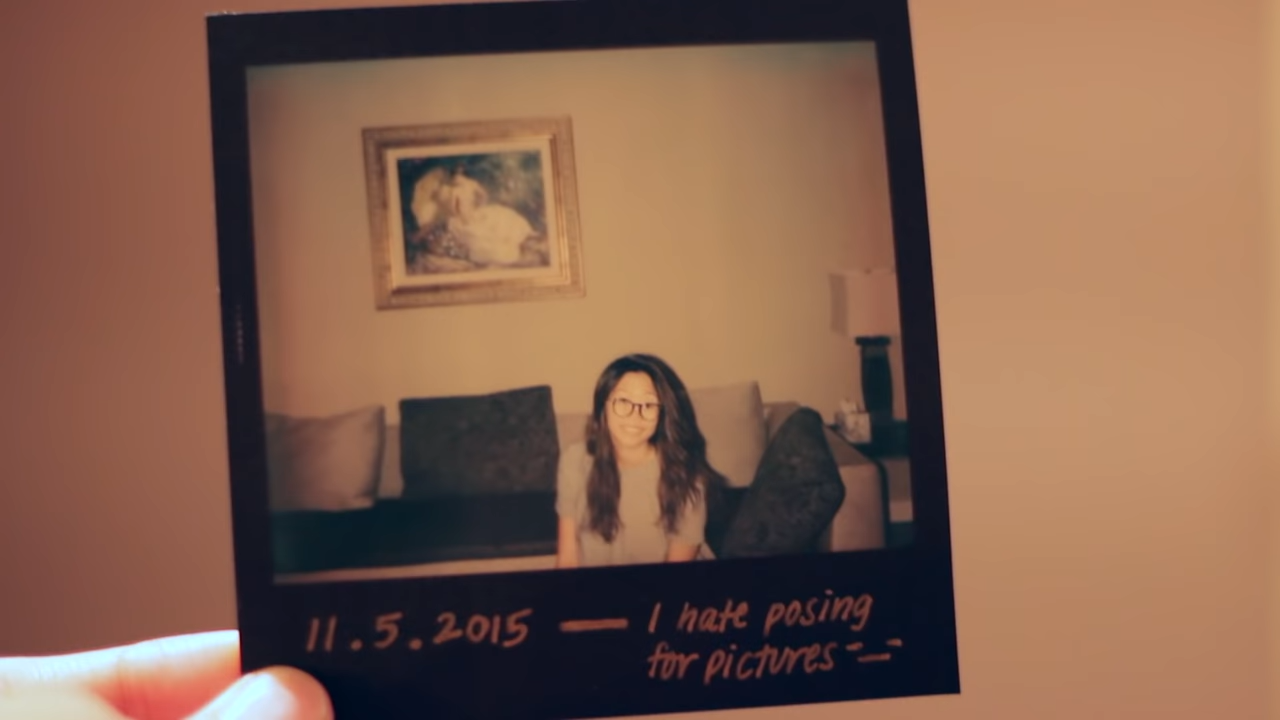 11.5.2015 — I hate posing
for pictures -_-